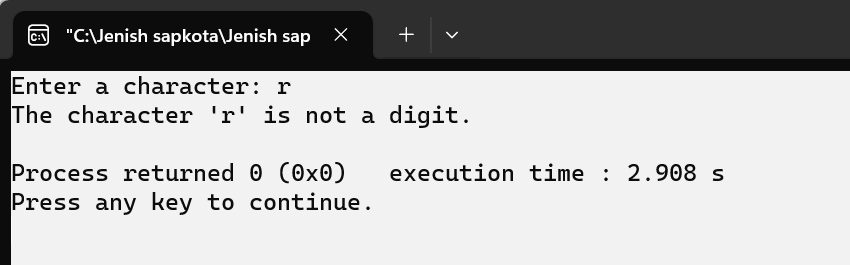 "C:\Jenish sapkota\Jenish sap
Enter a character: r
The character 'r' is not a digit.
Process returned 0 (0x0)   execution time : 2.908 s
Press any key to continue.